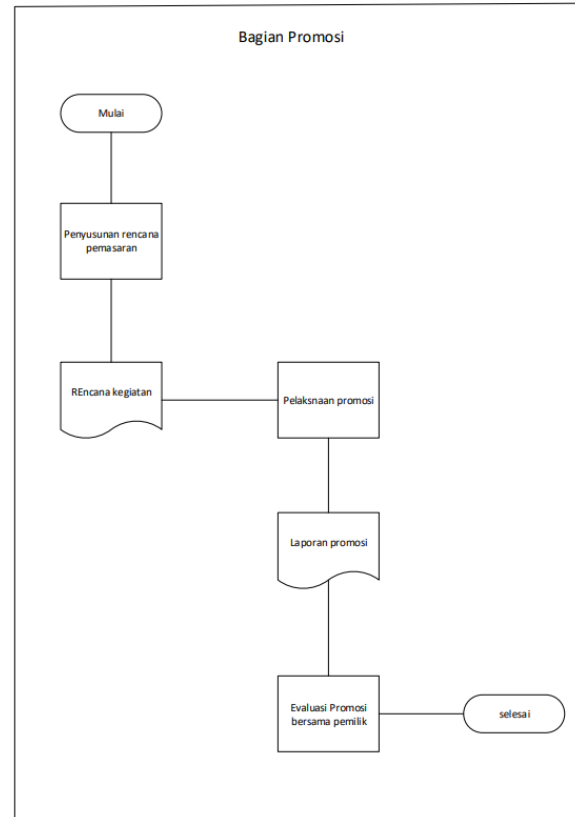 Bagian Promosi
Mulai
Penyusunan rencana
pemasaran
REncana kegiatan
Pelaksnaan promosi
Laporan promosi
Evaluasi Promosi
bersama pemilik
selesai